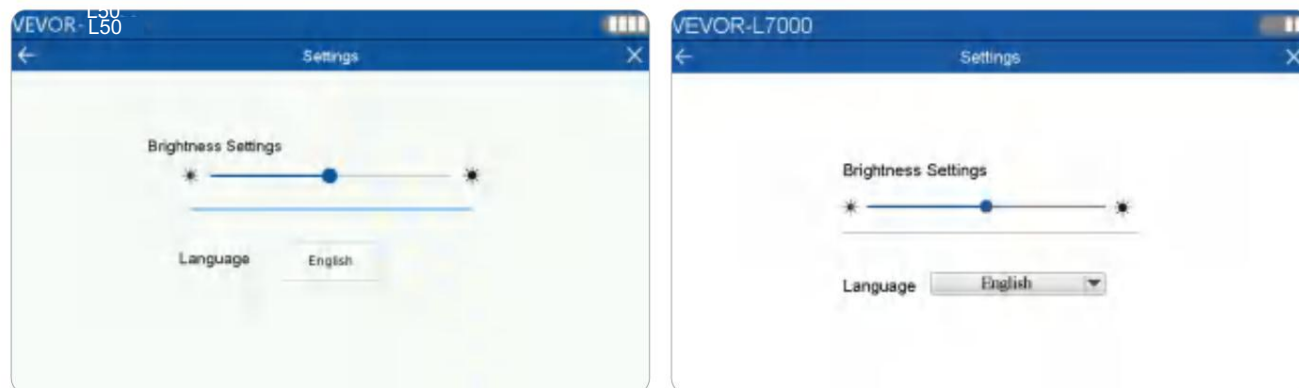 VEVOR- L50
L50
Settings
Brightness Settings
Language English
VEVOR-L7000
Settings
Brightness Settings
Language English